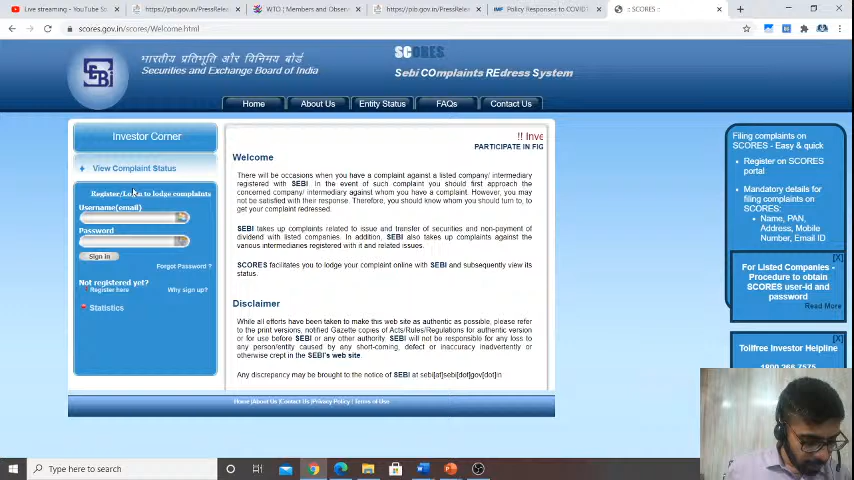 Live streaming - YouTube S
https://pib.gov.in/PressRelea
WTO | Members and Observ
https://pib.gov.in/PressRele
Policy Responses to COVID1
:: SCORES ::
scores.gov.in/scores/Welcome.html
भारतीय प्रतिभूति और विनिमय बोर्ड
Securities and Exchange Board of India
SCORES
Sebi COmplaints REdress System
Home
About Us
Entity Status
FAQs
Contact Us
Investor Corner
View Complaint Status
Register/Login to lodge complaints
Username(email)
Password
Sign in
Forgot Password ?
Not registered yet?
Register here
Why sign up?
Statistics
!! Inve
PARTICIPATE IN FIG
Welcome
There will be occasions when you have a complaint against a listed company/ intermediary
registered with SEBI. In the event of such complaint you should first approach the
concerned company/ intermediary against whom you have a complaint. However, you may
not be satisfied with their response. Therefore, you should know whom you should turn to, to
get your complaint redressed.
SEBI takes up complaints related to issue and transfer of securities and non-payment of
dividend with listed companies. In addition, SEBI also takes up complaints against the
various intermediaries registered with it and related issues.
SCORES facilitates you to lodge your complaint online with SEBI and subsequently view its
status.
Disclaimer
While all efforts have been taken to make this web site as authentic as possible, please refer
to the print versions, notified Gazette copies of Acts/Rules/Regulations for authentic version
or for use before SEBI or any other authority. SEBI will not be responsible for any loss to
any person/entity caused by any short-coming, defect or inaccuracy inadvertently or
otherwise crept in the SEBI's web site.
Any discrepancy may be brought to the notice of SEBI at sebi[at]sebi[dot]gov[dot]in
Home |About Us |Contact Us |Privacy Policy | Terms of Use
Filing complaints on
SCORES - Easy & quick
Register on SCORES
portal
Mandatory details for
filing complaints on
SCORES:
Name, PAN,
Address, Mobile
Number, Email ID
[X]
For Listed Companies -
Procedure to obtain
SCORES user-id and
password
Read More
[X]
Tollfree Investor Helpline
1800 266 7575
Type here to search